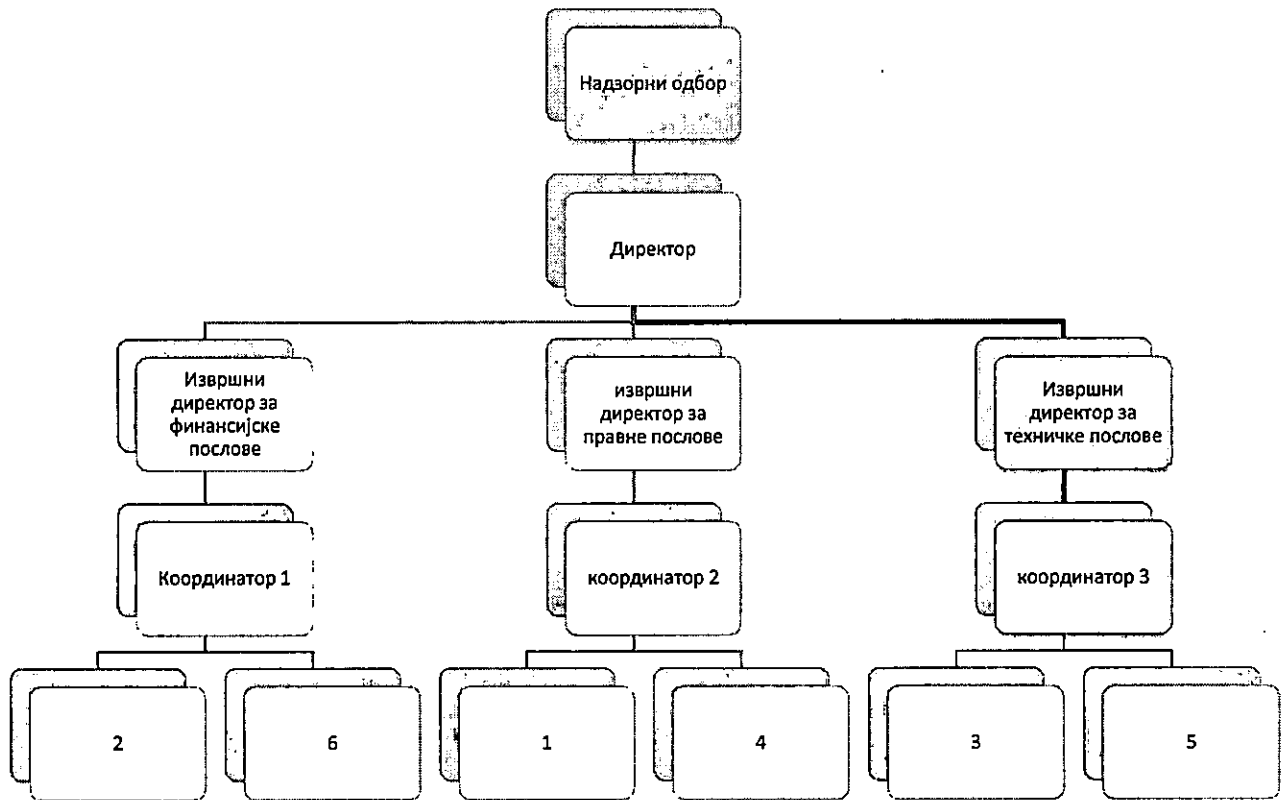 Надзорни одбор
Директор
Извршни
директор за
финансијске
послове
извршни
директор за
правне послове
Извршни
директор за
техничке послове
Координатор 1
координатор 2
координатор 3
2
6
1
4
3
5